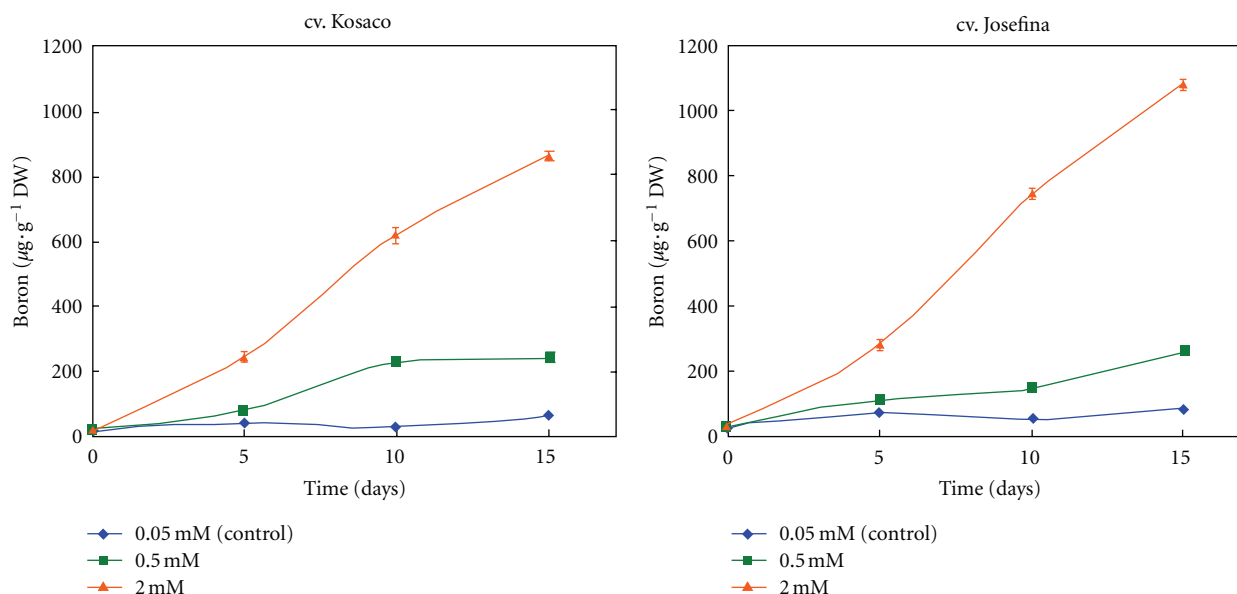 cv. Kosaco
1200
1000
800
600
400
200
0
Boron (µg·g⁻¹ DW)
0 5 10 15
Time (days)
0.05 mM (control)
0.5 mM
2 mM
cv. Josefina
1200
1000
800
600
400
200
0
Boron (µg·g⁻¹ DW)
0 5 10 15
Time (days)
0.05 mM (control)
0.5 mM
2 mM